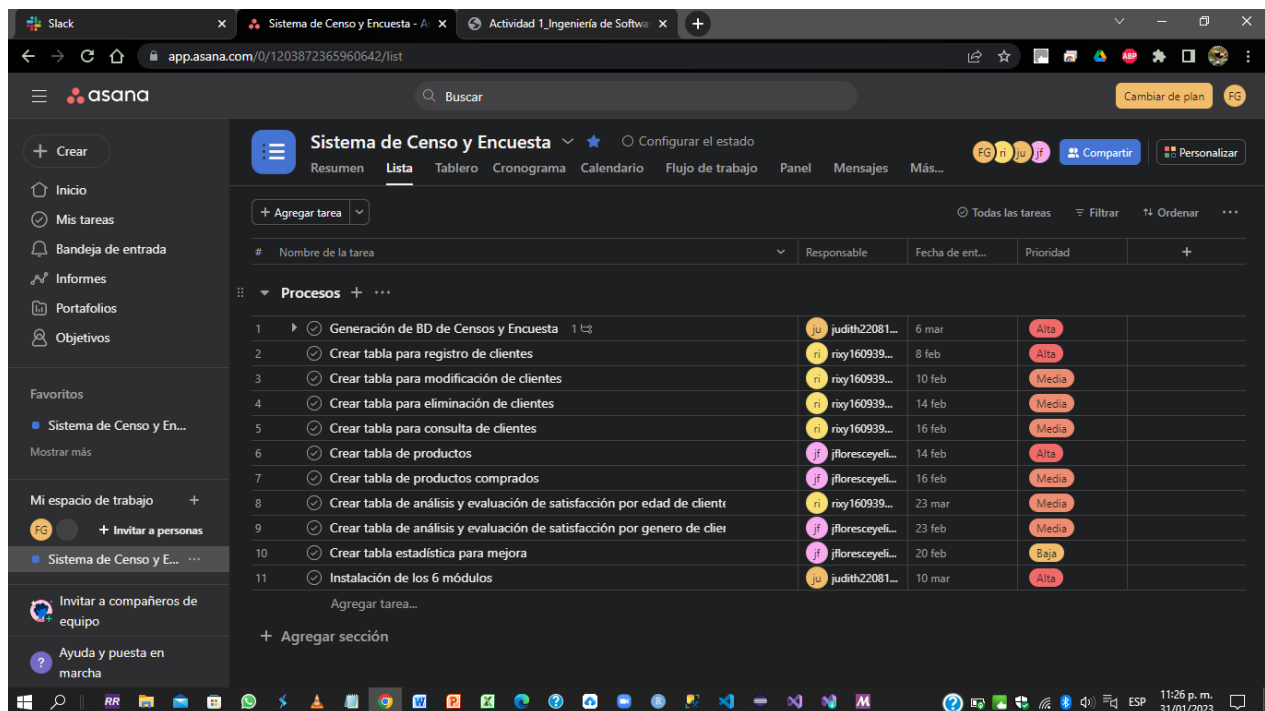 Slack
Sistema de Censo y Encuesta - A
Actividad 1_Ingeniería de Softwa
app.asana.com/0/1203872365960642/list
ABP
asana
Buscar
Cambiar de plan
FG
Crear
Inicio
Mis tareas
Bandeja de entrada
Informes
Portafolios
Objetivos
Favoritos
Sistema de Censo y En...
Mostrar más
Mi espacio de trabajo +
FG + Invitar a personas
Sistema de Censo y E... ...
Invitar a compañeros de
equipo
? Ayuda y puesta en
marcha
Sistema de Censo y Encuesta
Configurar el estado
Resumen Lista Tablero Cronograma Calendario Flujo de trabajo Panel Mensajes Más...
FG ri ju jf
Compartir
Personalizar
+ Agregar tarea
Todas las tareas Filtrar Ordenar ...
# Nombre de la tarea Responsable Fecha de ent... Prioridad +
Procesos + ...
1 Generación de BD de Censos y Encuesta 1 ju judith22081... 6 mar Alta
2 Crear tabla para registro de clientes ri rixy160939... 8 feb Alta
3 Crear tabla para modificación de clientes ri rixy160939... 10 feb Media
4 Crear tabla para eliminación de clientes ri rixy160939... 14 feb Media
5 Crear tabla para consulta de clientes ri rixy160939... 16 feb Media
6 Crear tabla de productos jf jfloresceyeli... 14 feb Alta
7 Crear tabla de productos comprados jf jfloresceyeli... 16 feb Media
8 Crear tabla de análisis y evaluación de satisfacción por edad de cliente ri rixy160939... 23 mar Media
9 Crear tabla de análisis y evaluación de satisfacción por genero de clien jf jfloresceyeli... 23 feb Media
10 Crear tabla estadística para mejora jf jfloresceyeli... 20 feb Baja
11 Instalación de los 6 módulos ju judith22081... 10 mar Alta
Agregar tarea...
+ Agregar sección
RR
ESP
11:26 p. m.
31/01/2023